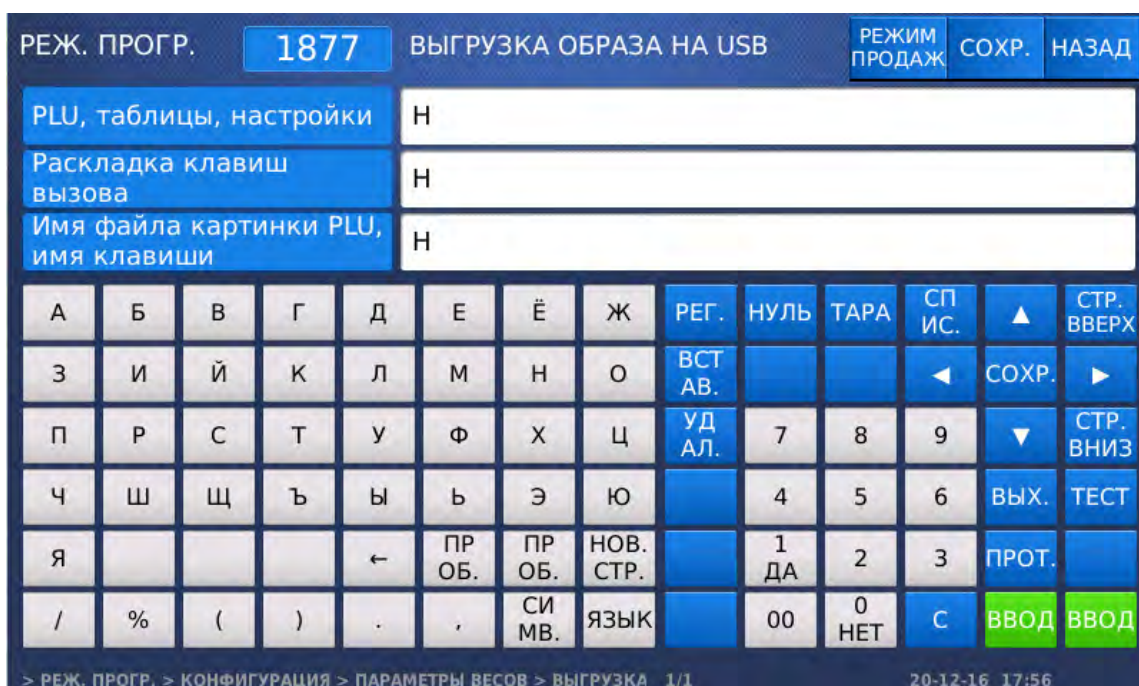 РЕЖ. ПРОГР. 1877 ВЫГРУЗКА ОБРАЗА НА USB РЕЖИМ ПРОДАЖ СОХР. НАЗАД
PLU, таблицы, настройки Н
Раскладка клавиш
вызова Н
Имя файла картинки PLU,
имя клавиши Н
А Б В Г Д Е Ё Ж РЕГ. НУЛЬ ТАРА СП ИС. ▲ СТР. ВВЕРХ
З И Й К Л М Н О ВСТ АВ. ◀ СОХР. ▶
П Р С Т У Ф Х Ц УД АЛ. 7 8 9 ▼ СТР. ВНИЗ
Ч Ш Щ Ъ Ы Ь Э Ю 4 5 6 ВЫХ. ТЕСТ
Я ← ПР ОБ. ПР ОБ. НОВ. СТР. 1 ДА 2 3 ПРОТ.
/ % ( ) . , СИ МВ. ЯЗЫК 00 0 НЕТ С ВВОД ВВОД
> РЕЖ. ПРОГР. > КОНФИГУРАЦИЯ > ПАРАМЕТРЫ ВЕСОВ > ВЫГРУЗКА 1/1 20-12-16 17:56